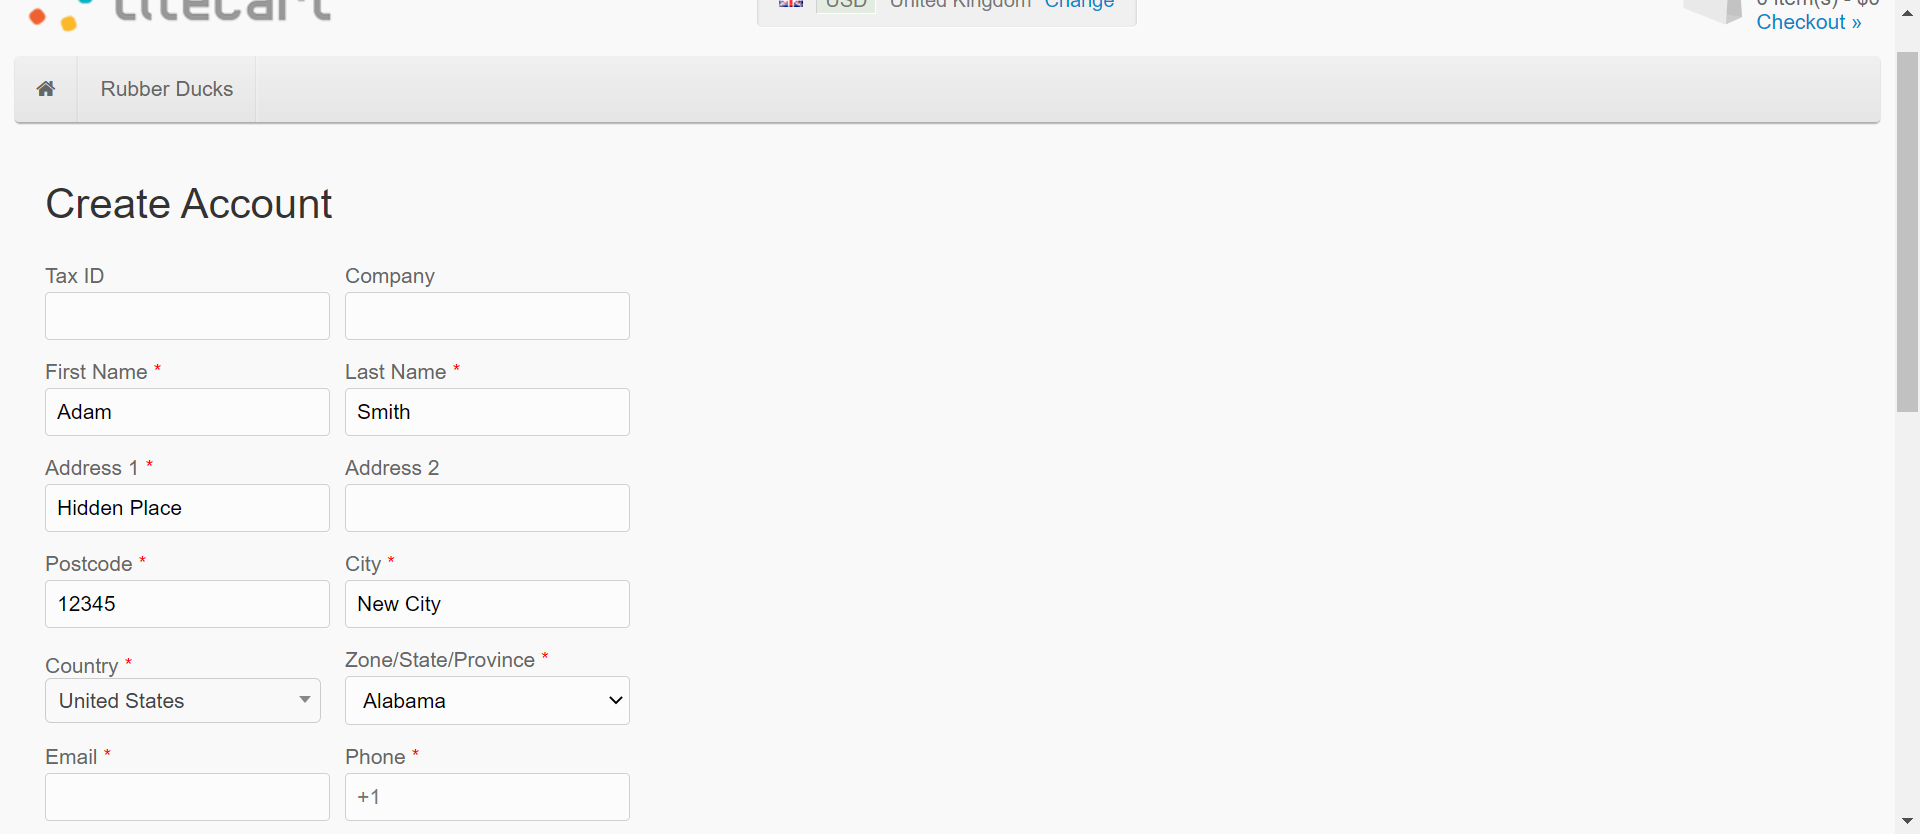 litecart
USD United Kingdom Change
0 item(s) - $0
Checkout »
Rubber Ducks
Create Account
Tax ID Company
First Name * Last Name *
Adam Smith
Address 1 * Address 2
Hidden Place
Postcode * City *
12345 New City
Country * Zone/State/Province *
United States Alabama
Email * Phone *
+1